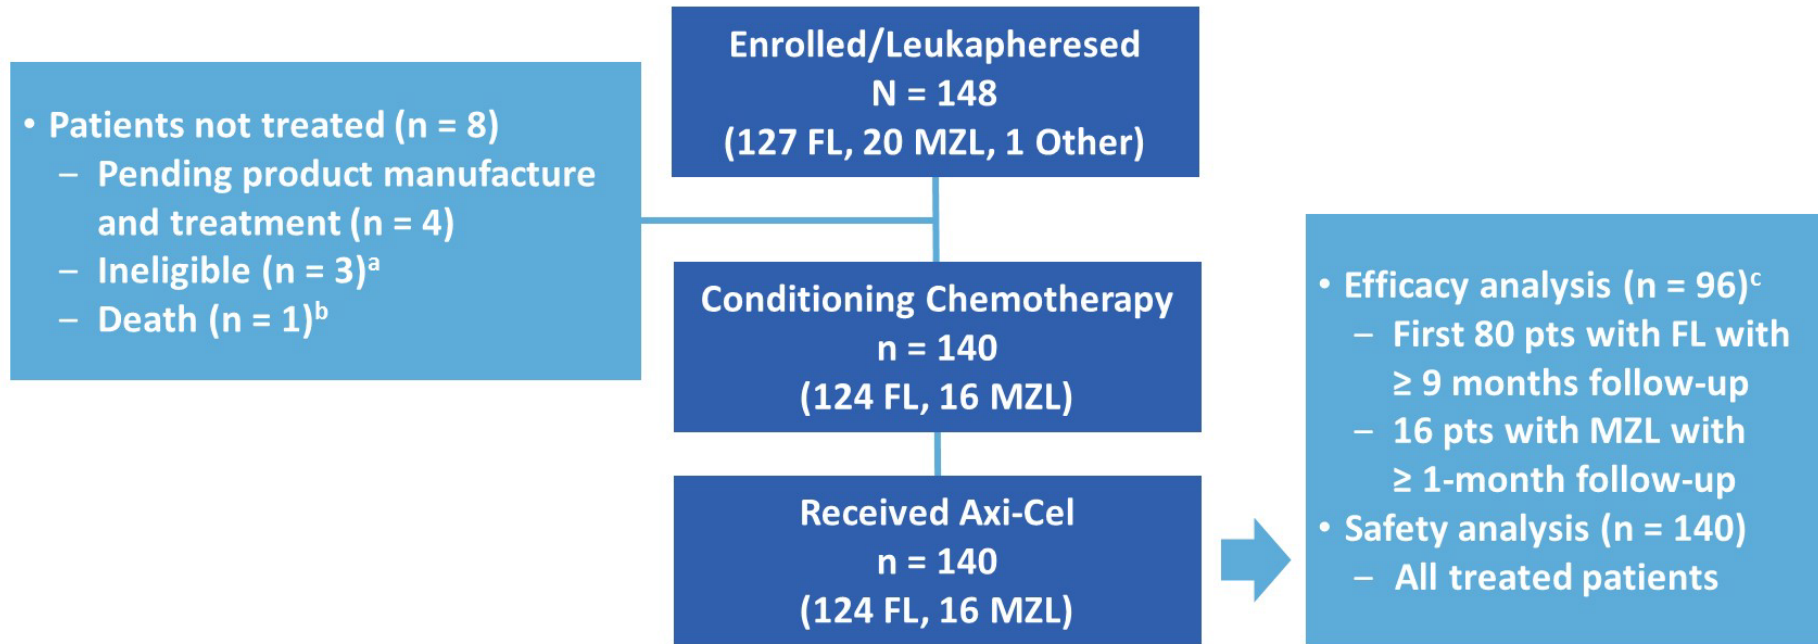 Enrolled/Leukapheresed
N = 148
(127 FL, 20 MZL, 1 Other)
• Patients not treated (n = 8)
– Pending product manufacture
and treatment (n = 4)
– Ineligible (n = 3)ᵃ
– Death (n = 1)ᵇ
Conditioning Chemotherapy
n = 140
(124 FL, 16 MZL)
Received Axi-Cel
n = 140
(124 FL, 16 MZL)
• Efficacy analysis (n = 96)ᶜ
– First 80 pts with FL with
≥ 9 months follow-up
– 16 pts with MZL with
≥ 1-month follow-up
• Safety analysis (n = 140)
– All treated patients